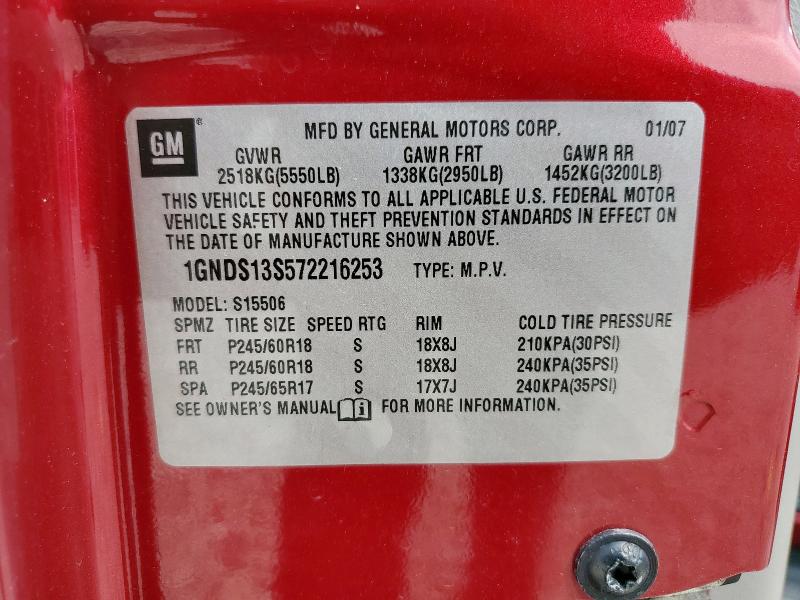 GM ® MFD BY GENERAL MOTORS CORP. 01/07
GVWR GAWR FRT GAWR RR
2518KG(5550LB) 1338KG(2950LB) 1452KG(3200LB)
THIS VEHICLE CONFORMS TO ALL APPLICABLE U.S. FEDERAL MOTOR
VEHICLE SAFETY AND THEFT PREVENTION STANDARDS IN EFFECT ON
THE DATE OF MANUFACTURE SHOWN ABOVE.
1GNDS13S572216253 TYPE: M.P.V.
MODEL: S15506
SPMZ TIRE SIZE SPEED RTG RIM COLD TIRE PRESSURE
FRT P245/60R18 S 18X8J 210KPA(30PSI)
RR P245/60R18 S 18X8J 240KPA(35PSI)
SPA P245/65R17 S 17X7J 240KPA(35PSI)
SEE OWNER'S MANUAL i FOR MORE INFORMATION.